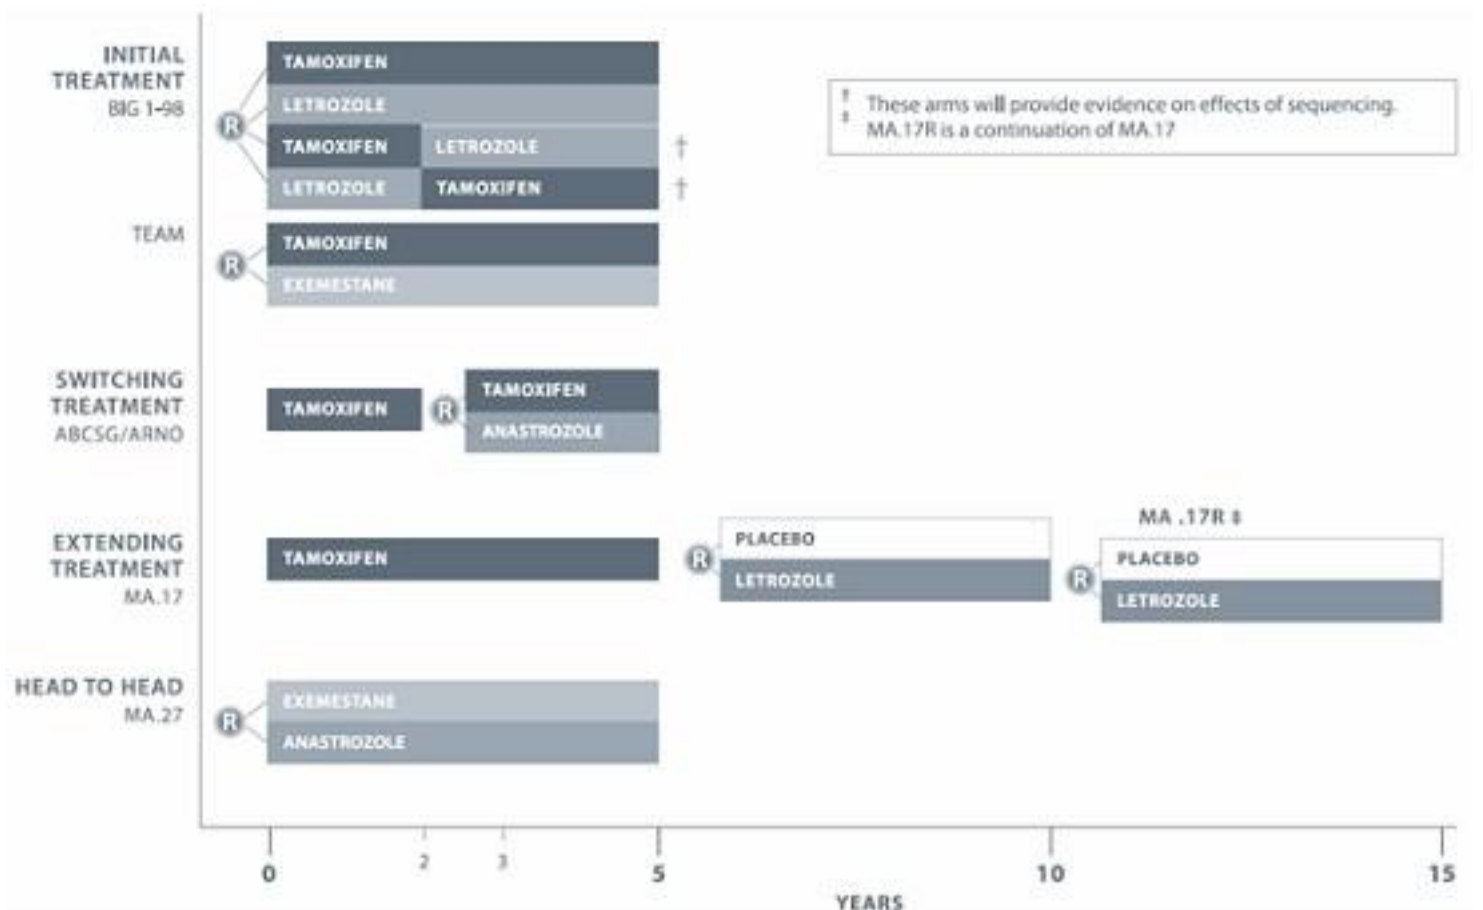 INITIAL
TREATMENT
BIG 1-98
R
TAMOXIFEN
LETROZOLE
TAMOXIFEN LETROZOLE †
LETROZOLE TAMOXIFEN †
† These arms will provide evidence on effects of sequencing.
‡ MA.17R is a continuation of MA.17
TEAM
R
TAMOXIFEN
EXEMESTANE
SWITCHING
TREATMENT
ABCSG/ARNO
TAMOXIFEN
R
TAMOXIFEN
ANASTROZOLE
EXTENDING
TREATMENT
MA.17
TAMOXIFEN
R
PLACEBO
LETROZOLE
MA .17R ‡
R
PLACEBO
LETROZOLE
HEAD TO HEAD
MA.27
R
EXEMESTANE
ANASTROZOLE
0 2 3 5 10 15
YEARS